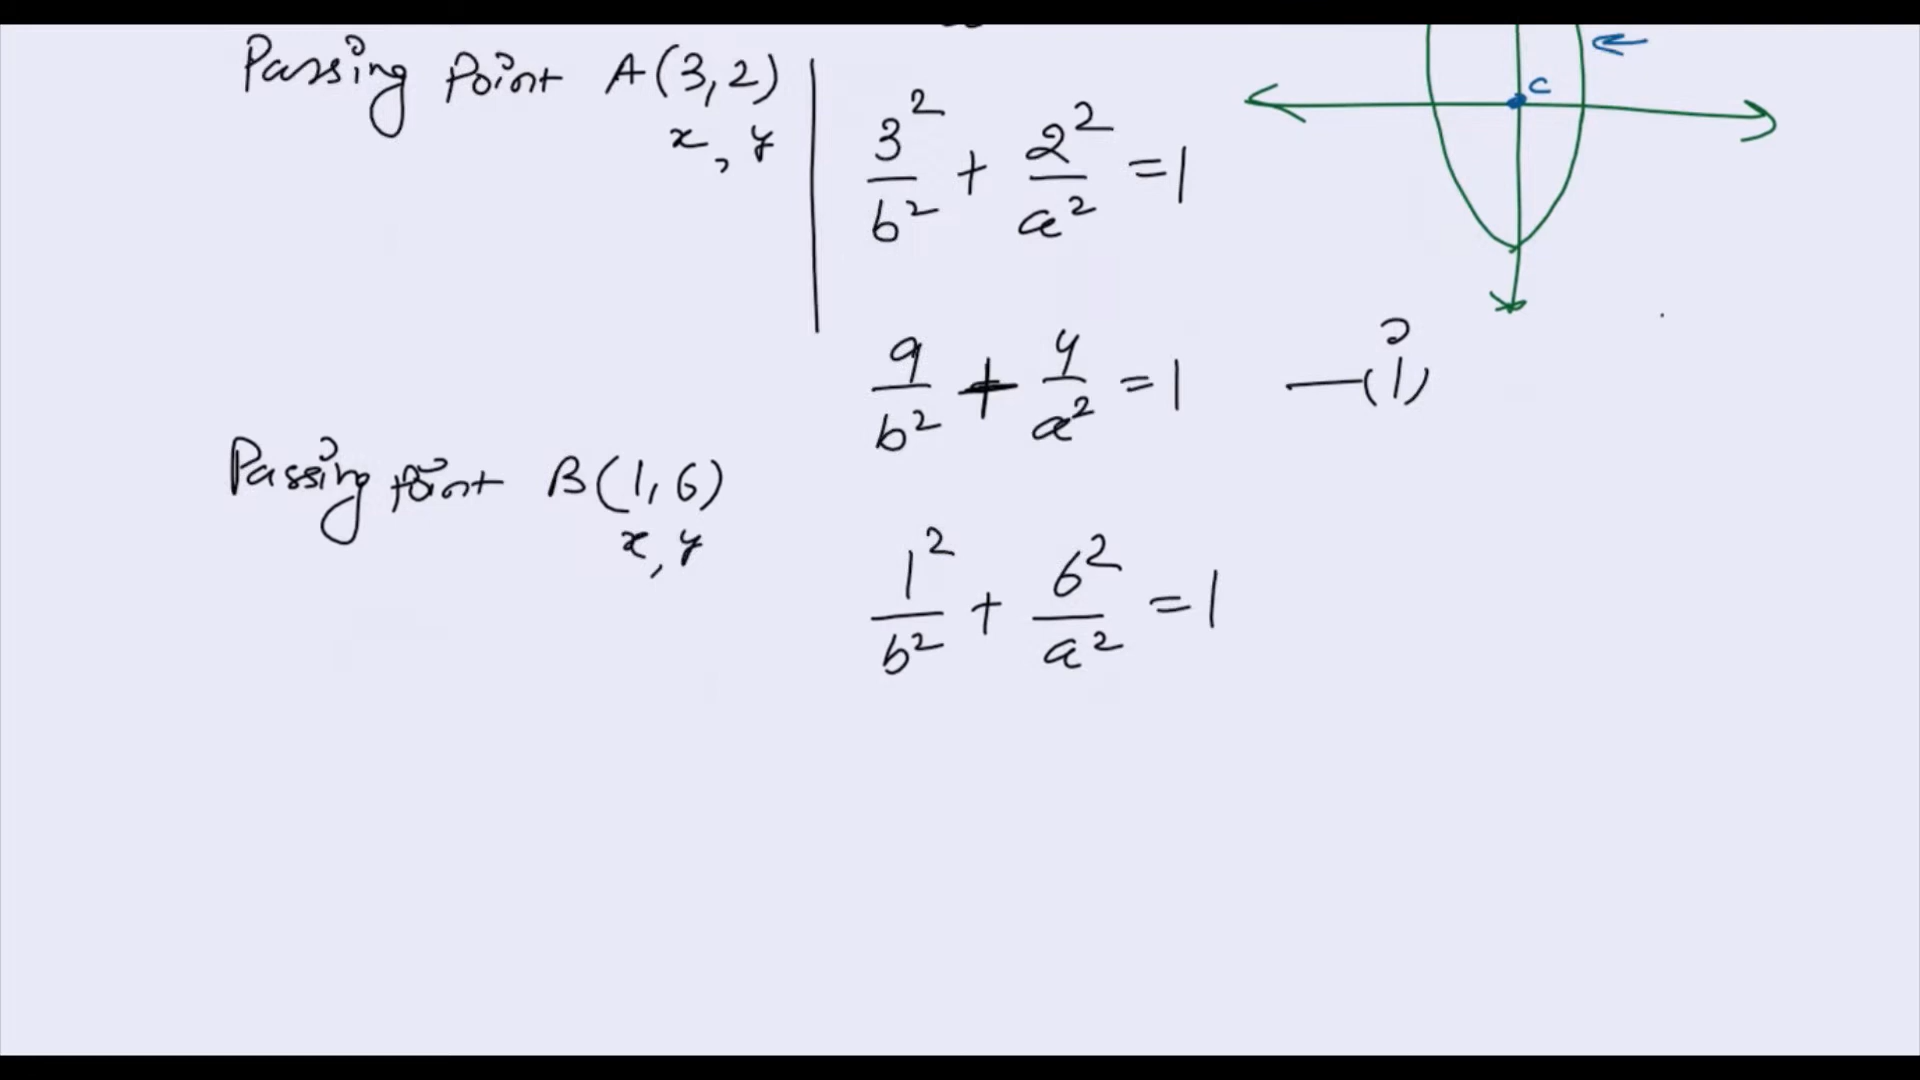 Passing Point A(3,2)
x, y
3²/b² + 2²/a² = 1
C
9/b² + 4/a² = 1 —(i)
Passing Point B(1,6)
x, y
1²/b² + 6²/a² = 1